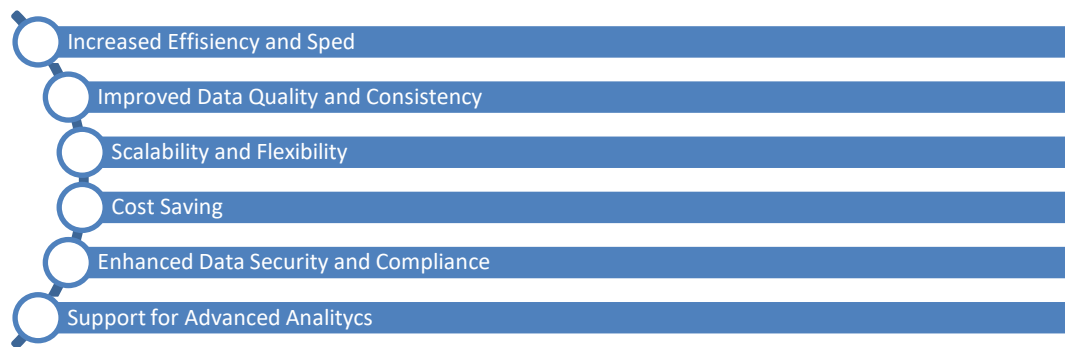 Increased Effisiency and Sped
Improved Data Quality and Consistency
Scalability and Flexibility
Cost Saving
Enhanced Data Security and Compliance
Support for Advanced Analitycs